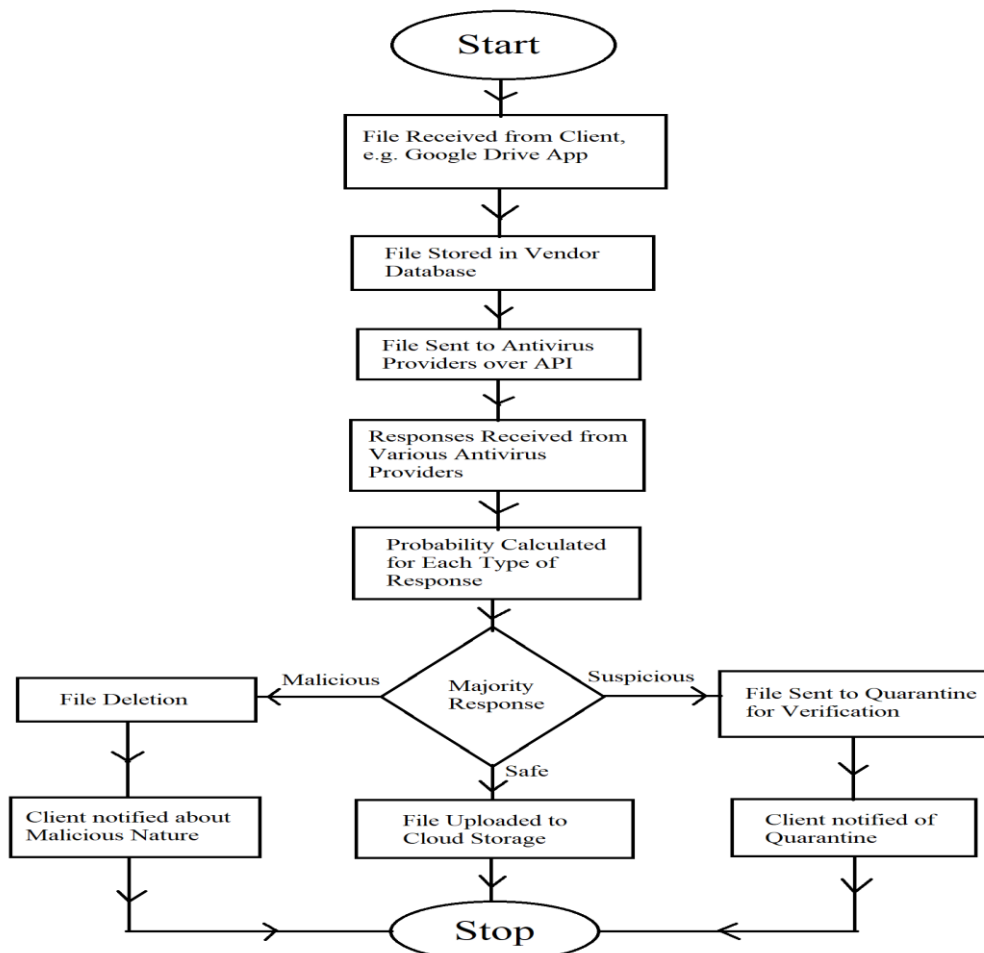 Start
File Received from Client,
e.g. Google Drive App
File Stored in Vendor
Database
File Sent to Antivirus
Providers over API
Responses Received from
Various Antivirus
Providers
Probability Calculated
for Each Type of
Response
Majority
Response
Malicious
File Deletion
Client notified about
Malicious Nature
Safe
File Uploaded to
Cloud Storage
Suspicious
File Sent to Quarantine
for Verification
Client notified of
Quarantine
Stop